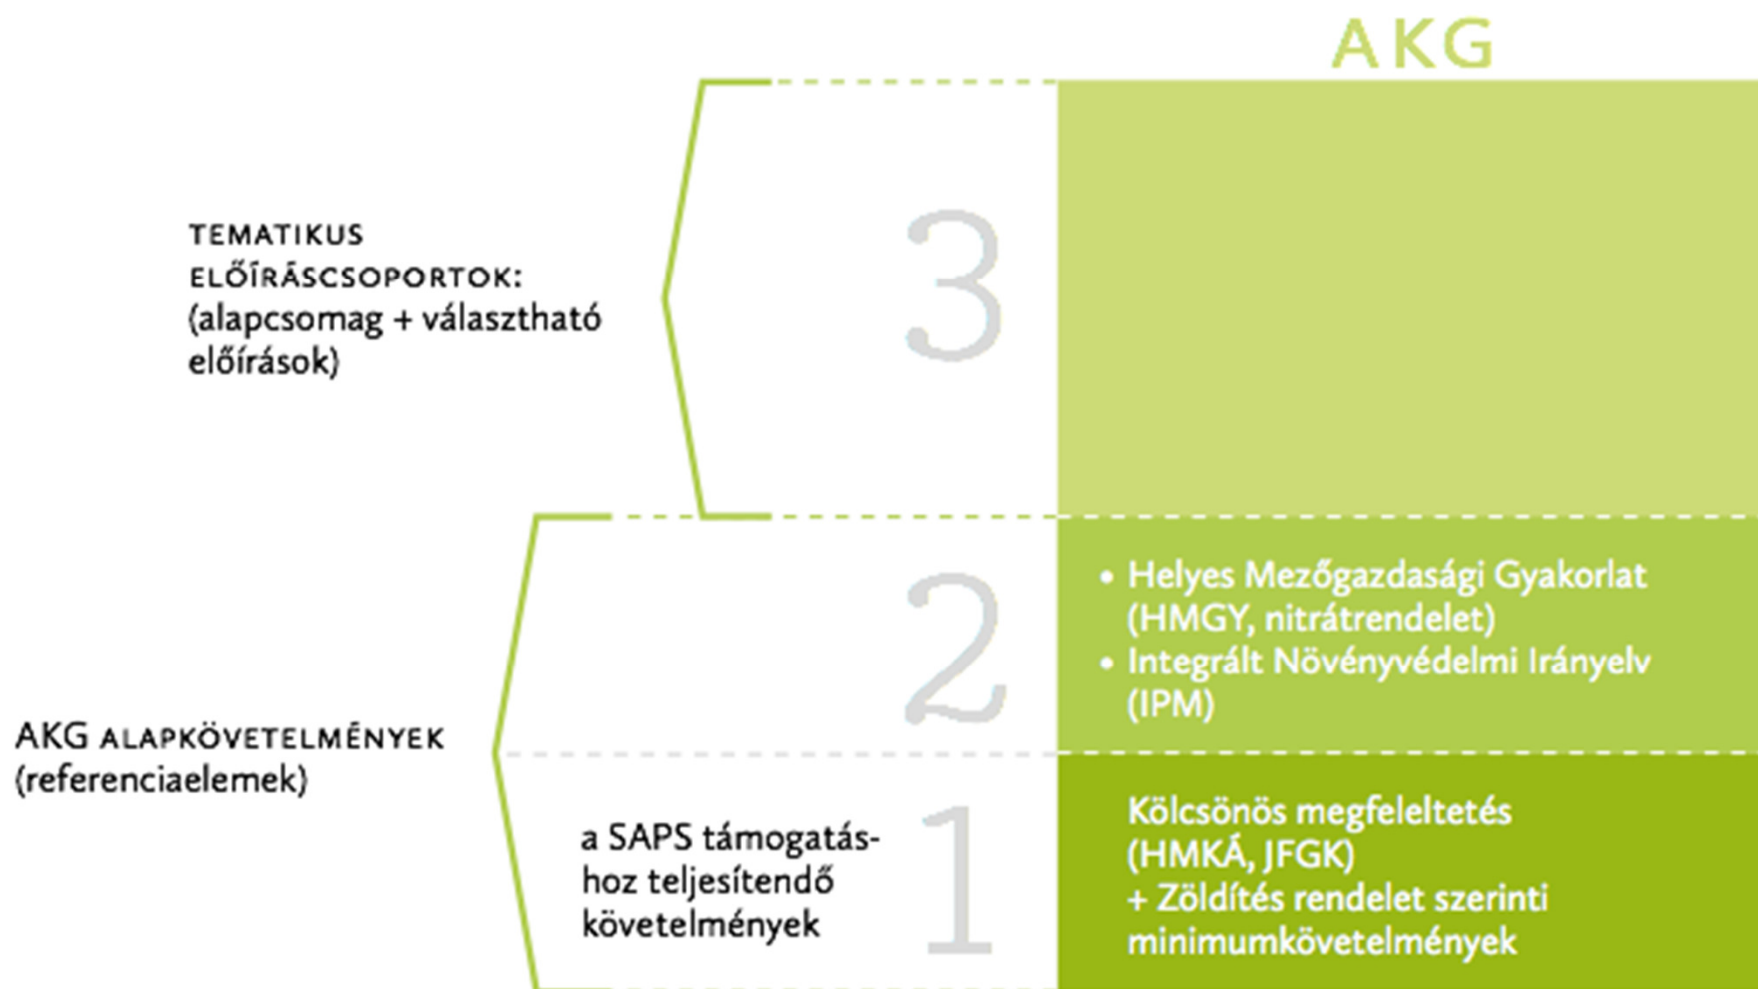 AKG
TEMATIKUS
ELŐÍRÁSCSOPORTOK:
(alapcsomag + választható
előírások)
3
2
• Helyes Mezőgazdasági Gyakorlat
(HMGY, nitrátrendelet)
• Integrált Növényvédelmi Irányelv
(IPM)
AKG ALAPKÖVETELMÉNYEK
(referenciaelemek)
a SAPS támogatás-
hoz teljesítendő
követelmények
1
Kölcsönös megfeleltetés
(HMKÁ, JFGK)
+ Zöldítés rendelet szerinti
minimumkövetelmények